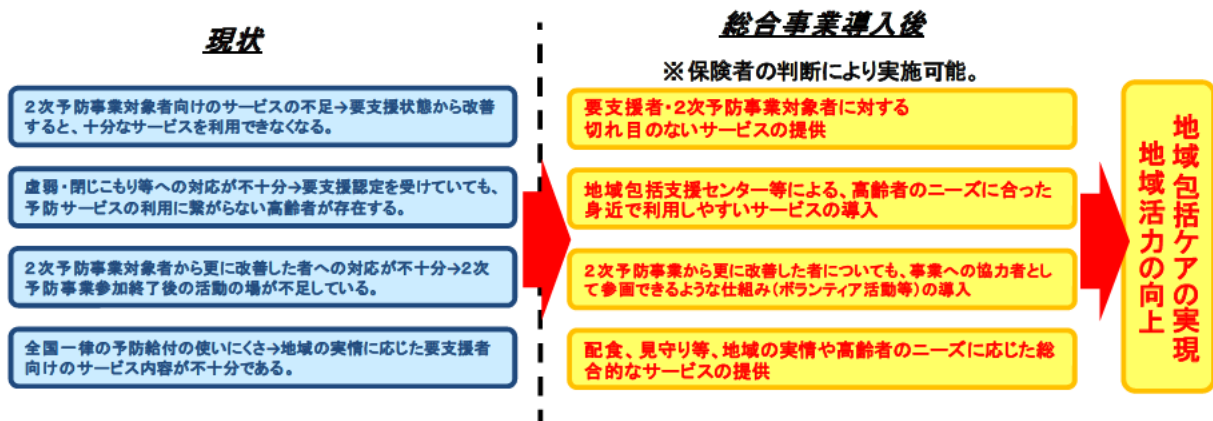 現状
２次予防事業対象者向けのサービスの不足→要支援状態から改善
すると、十分なサービスを利用できなくなる。
虚弱・閉じこもり等への対応が不十分→要支援認定を受けていても、
予防サービスの利用に繋がらない高齢者が存在する。
２次予防事業対象者から更に改善した者への対応が不十分→２次
予防事業参加終了後の活動の場が不足している。
全国一律の予防給付の使いにくさ→地域の実情に応じた要支援者
向けのサービス内容が不十分である。
総合事業導入後
※保険者の判断により実施可能。
要支援者・２次予防事業対象者に対する
切れ目のないサービスの提供
地域包括支援センター等による、高齢者のニーズに合った
身近で利用しやすいサービスの導入
２次予防事業から更に改善した者についても、事業への協力者とし
て参画できるような仕組み（ボランティア活動等）の導入
配食、見守り等、地域の実情や高齢者のニーズに応じた総
合的なサービスの提供
地域包括ケアの実現
地域活力の向上